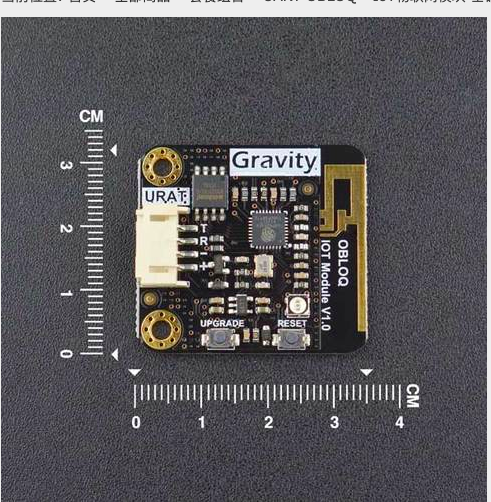 CM
3
2
1
0
Gravity
URAT
T
R
-
+
OBLOQ
IOT Module V1.0
UPGRADE
RESET
0 1 2 3 4
CM